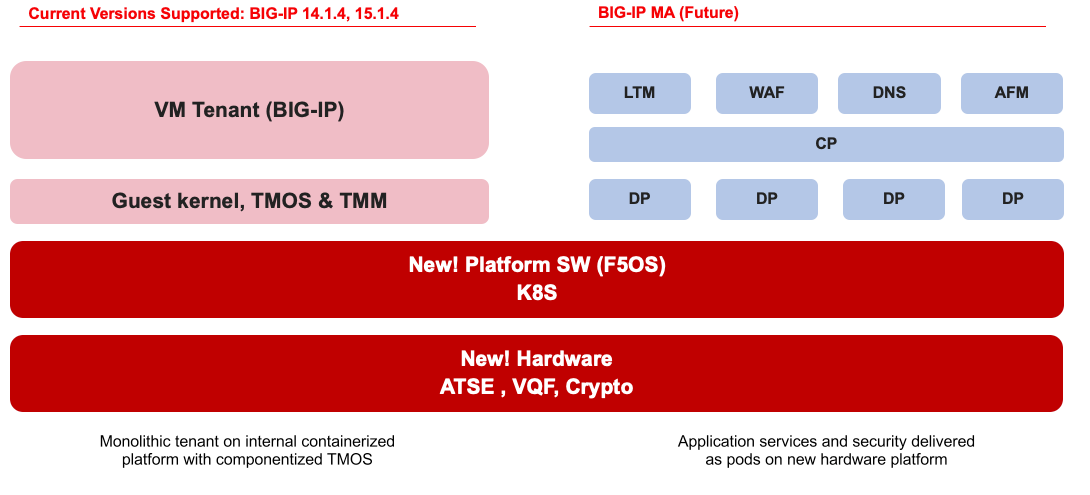 Current Versions Supported: BIG-IP 14.1.4, 15.1.4
BIG-IP MA (Future)
VM Tenant (BIG-IP)
LTM
WAF
DNS
AFM
CP
Guest kernel, TMOS & TMM
DP
DP
DP
DP
New! Platform SW (F5OS)
K8S
New! Hardware
ATSE , VQF, Crypto
Monolithic tenant on internal containerized
platform with componentized TMOS
Application services and security delivered
as pods on new hardware platform